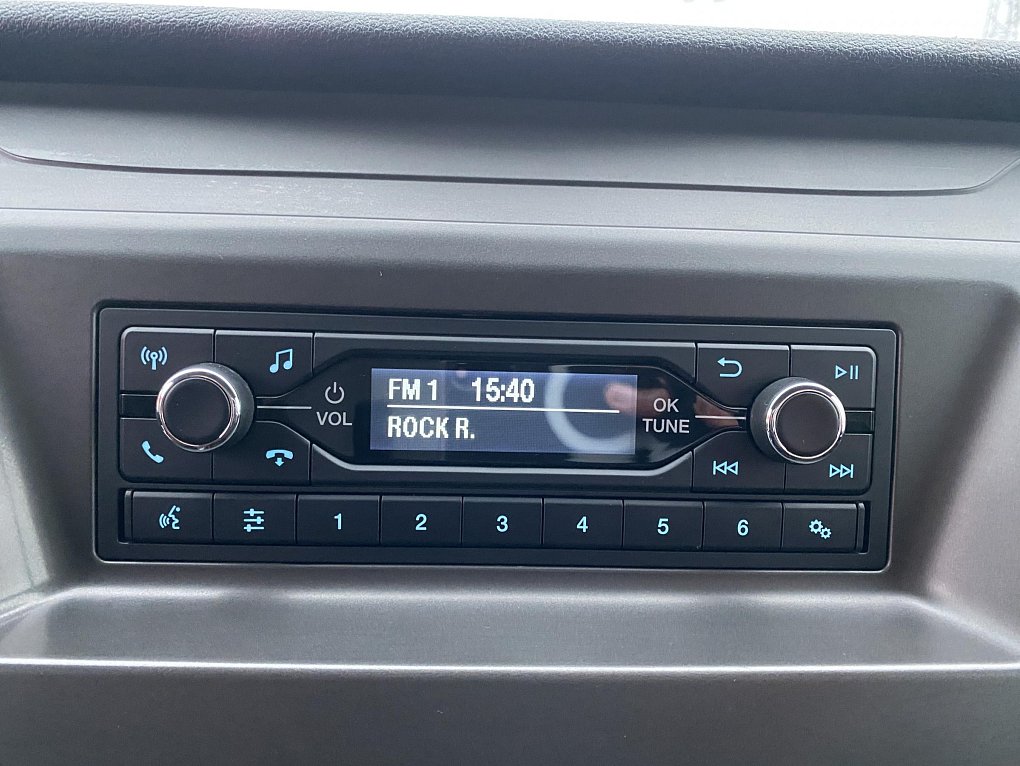 FM 1 15:40
ROCK R.
VOL
OK
TUNE
1 2 3 4 5 6